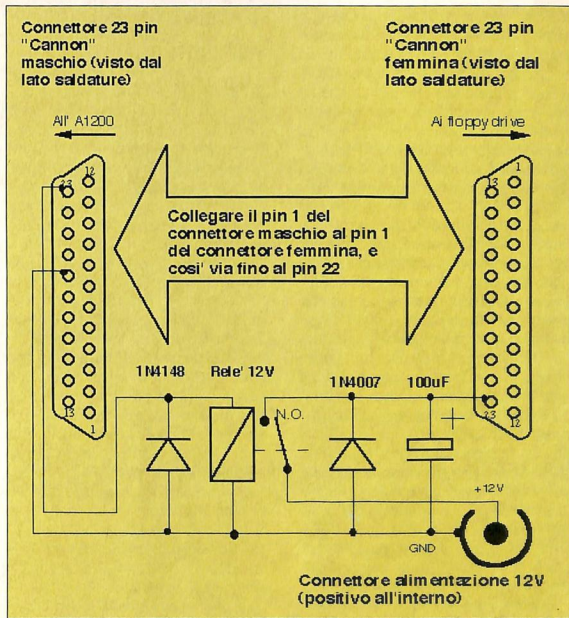 Connettore 23 pin
"Cannon"
maschio (visto dal
lato saldature)
Connettore 23 pin
"Cannon"
femmina (visto dal
lato saldature)
All' A1200
Ai floppy drive
23
12
13
1
Collegare il pin 1 del
connettore maschio al pin 1
del connettore femmina, e
cosi' via fino al pin 22
13
1
23
12
1N4148
Rele' 12V
1N4007
100uF
N.O.
+
+12V
GND
Connettore alimentazione 12V
(positivo all'interno)